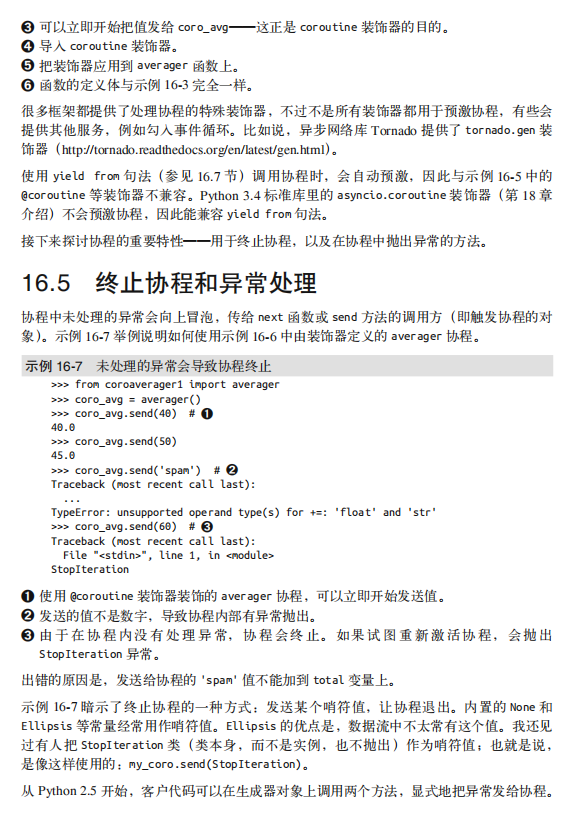 ❸ 可以立即开始把值发给 coro_avg——这正是 coroutine 装饰器的目的。
❹ 导入 coroutine 装饰器。
❺ 把装饰器应用到 averager 函数上。
❻ 函数的定义体与示例 16-3 完全一样。
很多框架都提供了处理协程的特殊装饰器，不过不是所有装饰器都用于预激协程，有些会
提供其他服务，例如勾入事件循环。比如说，异步网络库 Tornado 提供了 tornado.gen 装
饰器（http://tornado.readthedocs.org/en/latest/gen.html）。
使用 yield from 句法（参见 16.7 节）调用协程时，会自动预激，因此与示例 16-5 中的
@coroutine 等装饰器不兼容。Python 3.4 标准库里的 asyncio.coroutine 装饰器（第 18 章
介绍）不会预激协程，因此能兼容 yield from 句法。
接下来探讨协程的重要特性——用于终止协程，以及在协程中抛出异常的方法。
16.5 终止协程和异常处理
协程中未处理的异常会向上冒泡，传给 next 函数或 send 方法的调用方（即触发协程的对
象）。示例 16-7 举例说明如何使用示例 16-6 中由装饰器定义的 averager 协程。
示例 16-7 未处理的异常会导致协程终止
>>> from coroaverager1 import averager
>>> coro_avg = averager()
>>> coro_avg.send(40) # ❶
40.0
>>> coro_avg.send(50)
45.0
>>> coro_avg.send('spam') # ❷
Traceback (most recent call last):
...
TypeError: unsupported operand type(s) for +=: 'float' and 'str'
>>> coro_avg.send(60) # ❸
Traceback (most recent call last):
File "<stdin>", line 1, in <module>
StopIteration
❶ 使用 @coroutine 装饰器装饰的 averager 协程，可以立即开始发送值。
❷ 发送的值不是数字，导致协程内部有异常抛出。
❸ 由于在协程内没有处理异常，协程会终止。如果试图重新激活协程，会抛出
StopIteration 异常。
出错的原因是，发送给协程的 'spam' 值不能加到 total 变量上。
示例 16-7 暗示了终止协程的一种方式：发送某个哨符值，让协程退出。内置的 None 和
Ellipsis 等常量经常用作哨符值。Ellipsis 的优点是，数据流中不太常有这个值。我还见
过有人把 StopIteration 类（类本身，而不是实例，也不抛出）作为哨符值；也就是说，
是像这样使用的：my_coro.send(StopIteration)。
从 Python 2.5 开始，客户代码可以在生成器对象上调用两个方法，显式地把异常发给协程。